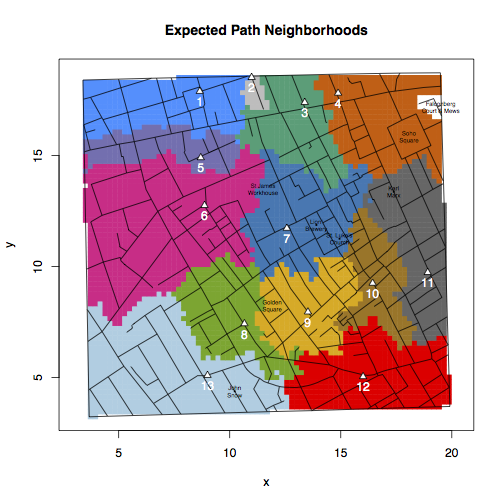 Expected Path Neighborhoods
2
1
3
4
Falconberg
Court & Mews
Soho
Square
15
5
St James
Workhouse
Karl
Marx
6
Lion
Brewery
7
St. Luke's
Church
y
10
11
10
Golden
Square
9
8
5
13
12
John
Snow
5
10
15
20
x